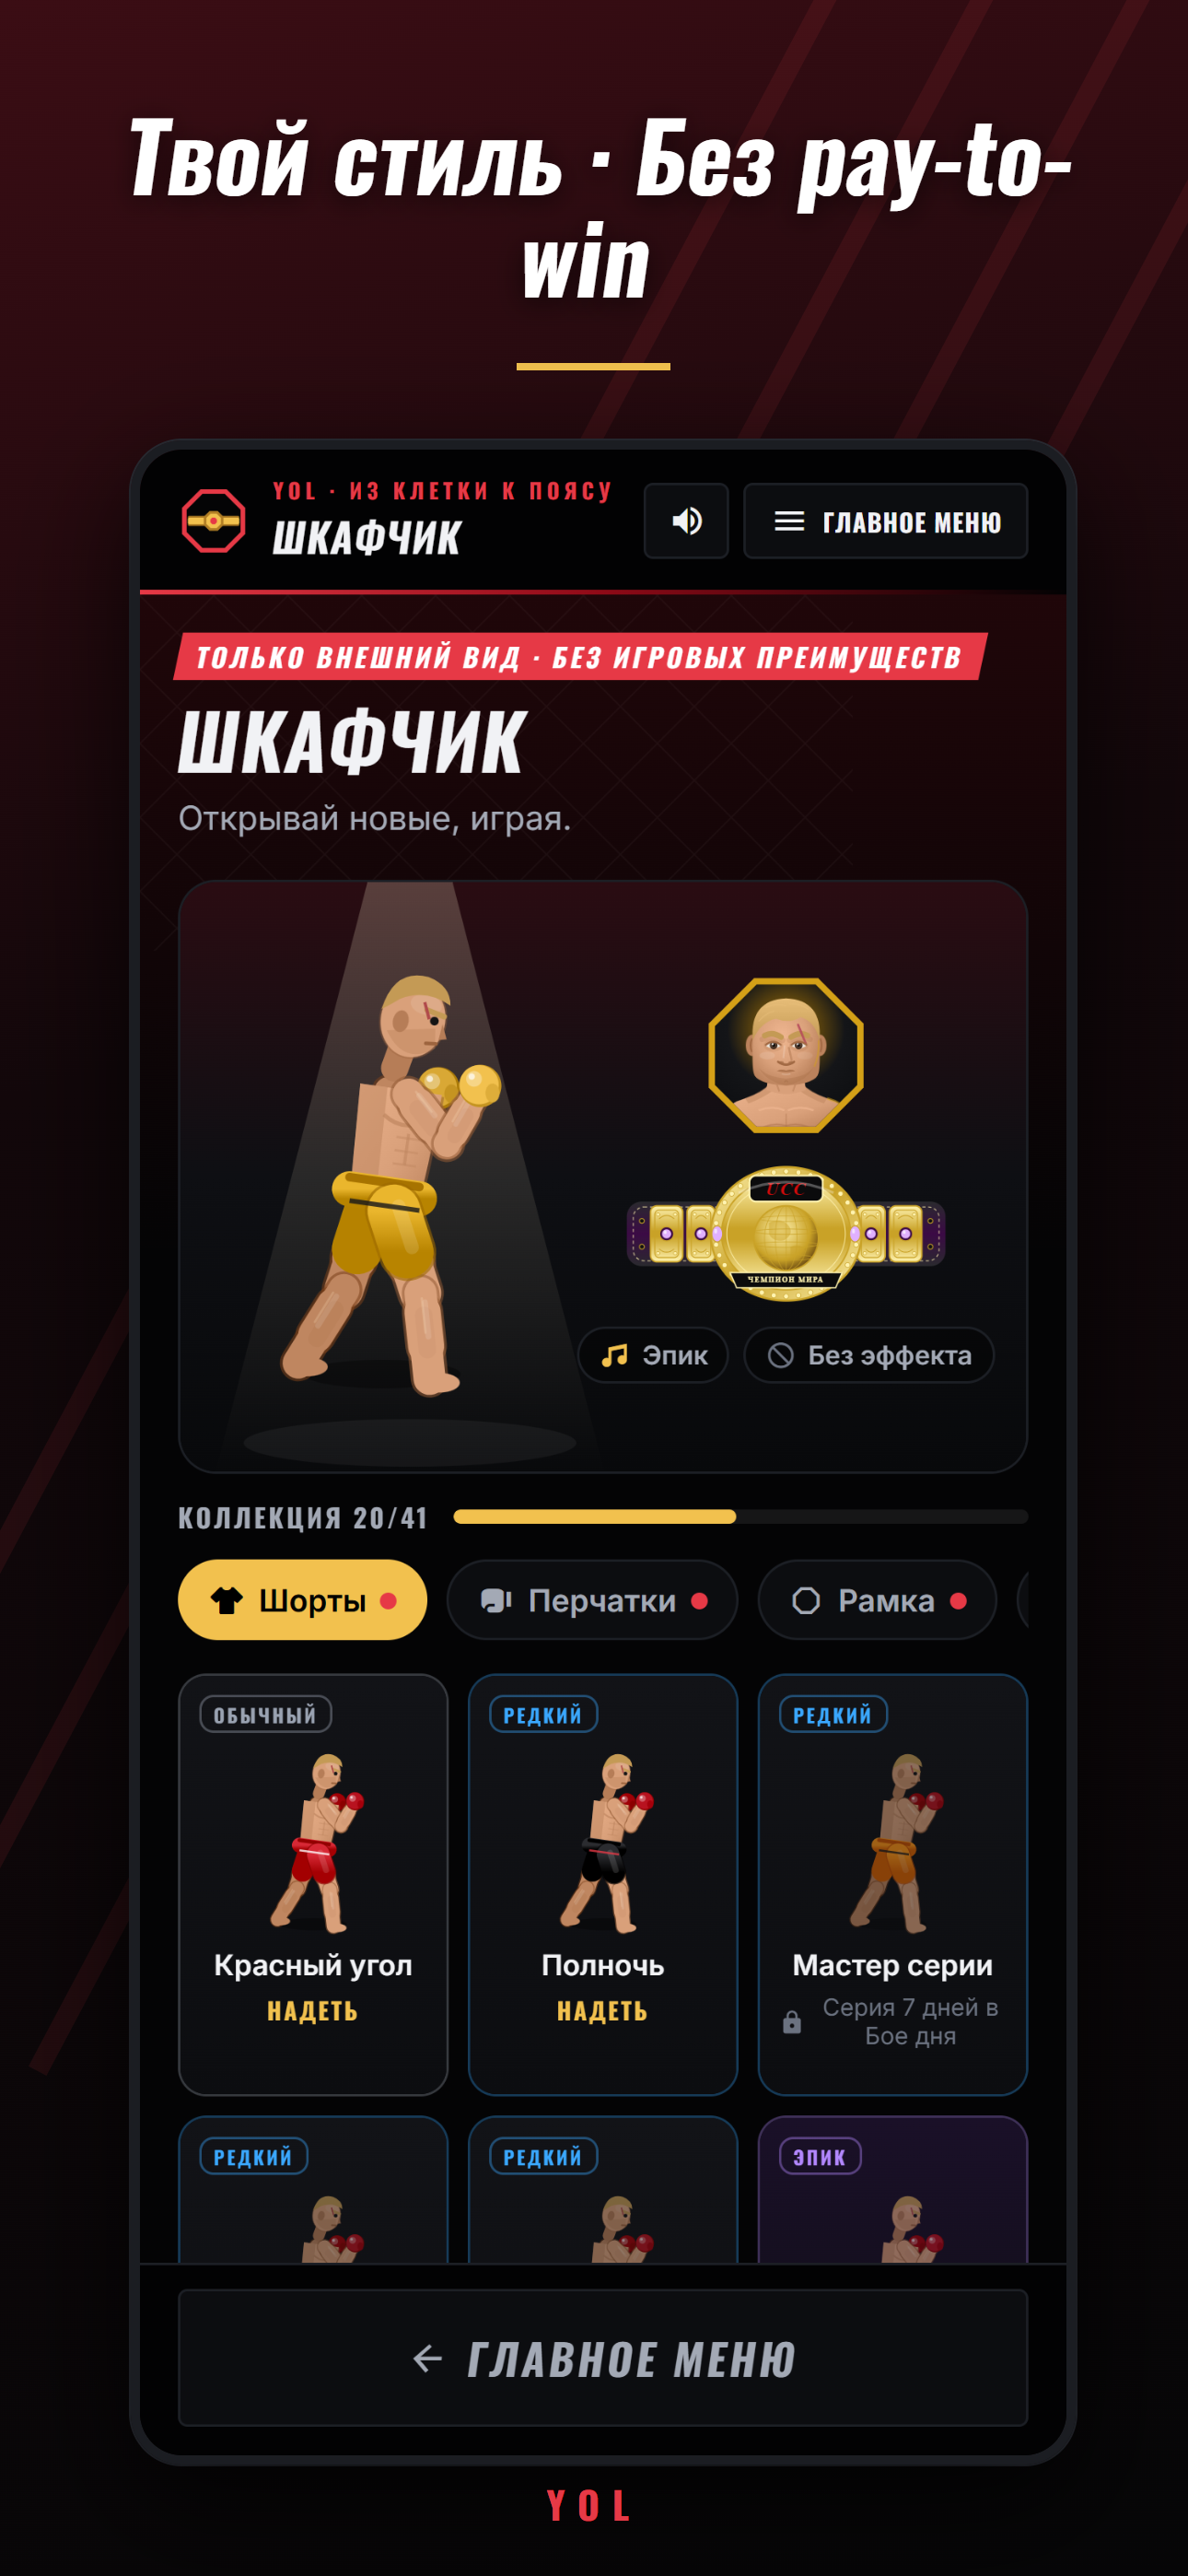 Твой стиль · Без pay-to-
win
YOL · ИЗ КЛЕТКИ К ПОЯСУ
ШКАФЧИК
ГЛАВНОЕ МЕНЮ
ТОЛЬКО ВНЕШНИЙ ВИД · БЕЗ ИГРОВЫХ ПРЕИМУЩЕСТВ
ШКАФЧИК
Открывай новые, играя.
UCC
ЧЕМПИОН МИРА
Эпик
Без эффекта
КОЛЛЕКЦИЯ 20/41
Шорты
Перчатки
Рамка
ОБЫЧНЫЙ
РЕДКИЙ
РЕДКИЙ
Красный угол
Полночь
Мастер серии
НАДЕТЬ
НАДЕТЬ
Серия 7 дней в
Бое дня
РЕДКИЙ
РЕДКИЙ
ЭПИК
ГЛАВНОЕ МЕНЮ
YOL